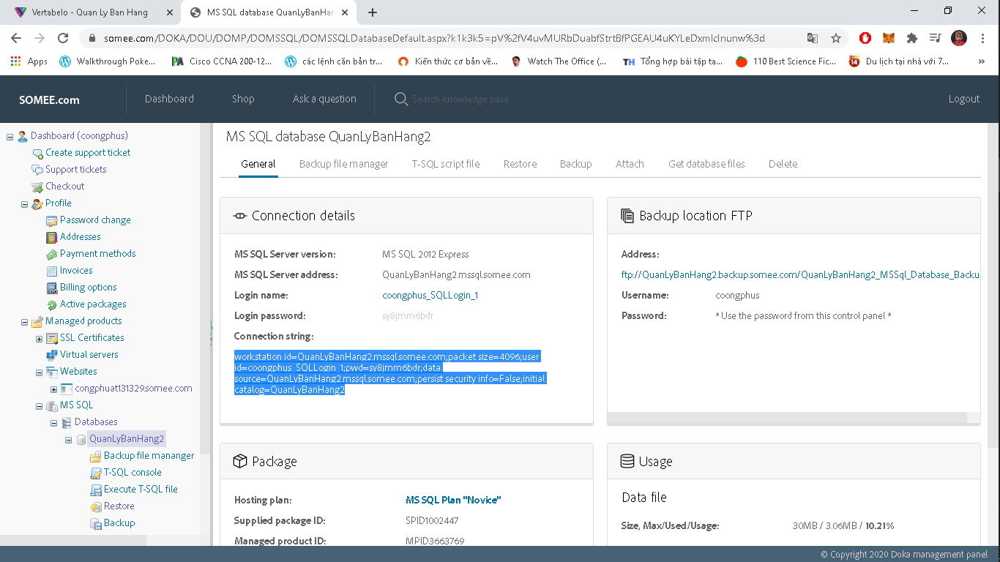 Vertabelo - Quan Ly Ban Hang
MS SQL database QuanLyBanHan
somee.com/DOKA/DOU/DOMP/DOMSSQL/DOMSSQLDatabaseDefault.aspx?k1k3k5=pV%2fV4uvMURbDuabfStrtBfPGEAU4uKYLeDxmIcInunw%3d
Apps
Walkthrough Poke...
Cisco CCNA 200-12...
các lệnh căn bản tr...
Kiến thức cơ bản về...
Watch The Office (...
Tổng hợp bài tập ta...
110 Best Science Fic...
Du lịch tại nhà với 7...
»
SOMEE.com
Dashboard
Shop
Ask a question
Search knowledge base
Logout
Dashboard (coongphus)
Create support ticket
Support tickets
Checkout
Profile
Password change
Addresses
Payment methods
Invoices
Billing options
Active packages
Managed products
SSL Certificates
Virtual servers
Websites
congphuat131329.somee.com
MS SQL
Databases
QuanLyBanHang2
Backup file mananger
T-SQL console
Execute T-SQL file
Restore
Backup
MS SQL database QuanLyBanHang2
General
Backup file manager
T-SQL script file
Restore
Backup
Attach
Get database files
Delete
Connection details
MS SQL Server version: MS SQL 2012 Express
MS SQL Server address: QuanLyBanHang2.mssql.somee.com
Login name: coongphus_SQLLogin_1
Login password: sy8jmm6bdr
Connection string:
workstation id=QuanLyBanHang2.mssql.somee.com;packet size=4096;user
id=coongphus_SQLLogin_1;pwd=sy8jmm6bdr;data
source=QuanLyBanHang2.mssql.somee.com;persist security info=False;initial
catalog=QuanLyBanHang2
Backup location FTP
Address:
ftp://QuanLyBanHang2.backup.somee.com/QuanLyBanHang2_MSSql_Database_Backu
Username: coongphus
Password: * Use the password from this control panel *
Package
Hosting plan: MS SQL Plan "Novice"
Supplied package ID: SPID1002447
Managed product ID: MPID3663769
Usage
Data file
Size, Max/Used/Usage: 30MB / 3.06MB / 10.21%
© Copyright 2020 Doka management panel